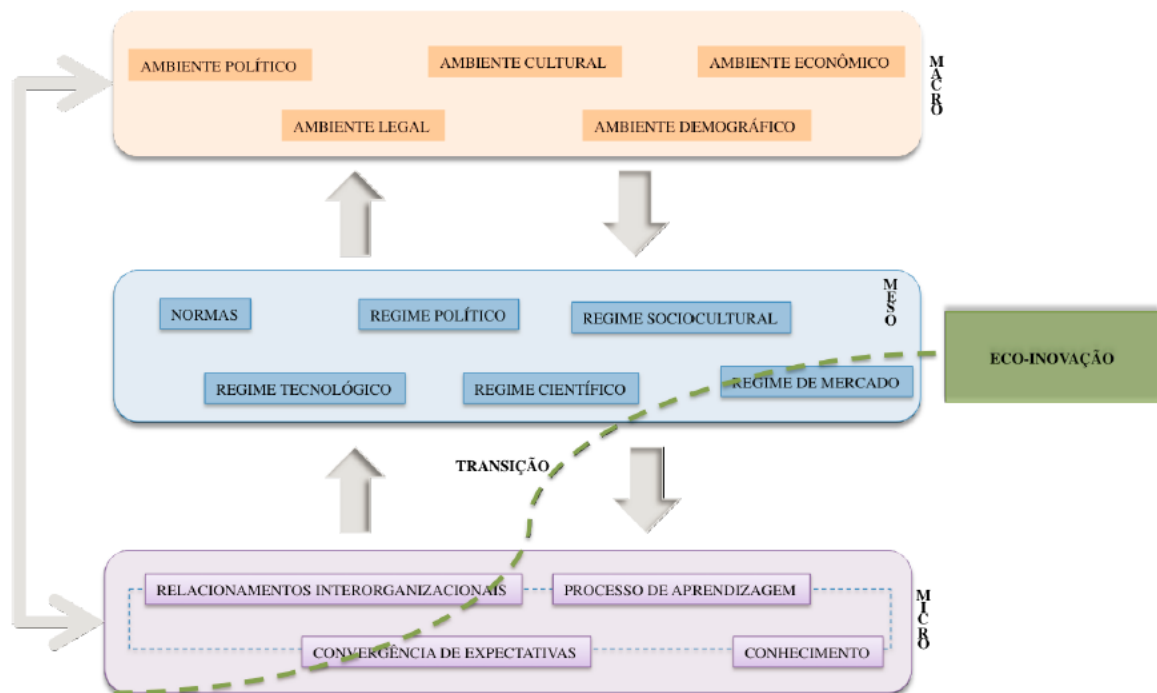 AMBIENTE POLÍTICO
AMBIENTE CULTURAL
AMBIENTE ECONÔMICO
AMBIENTE LEGAL
AMBIENTE DEMOGRÁFICO
MACRO
NORMAS
REGIME POLÍTICO
REGIME SOCIOCULTURAL
MESO
REGIME TECNOLÓGICO
REGIME CIENTÍFICO
REGIME DE MERCADO
ECO-INOVAÇÃO
TRANSIÇÃO
RELACIONAMENTOS INTERORGANIZACIONAIS
PROCESSO DE APRENDIZAGEM
CONVERGÊNCIA DE EXPECTATIVAS
CONHECIMENTO
MICRO